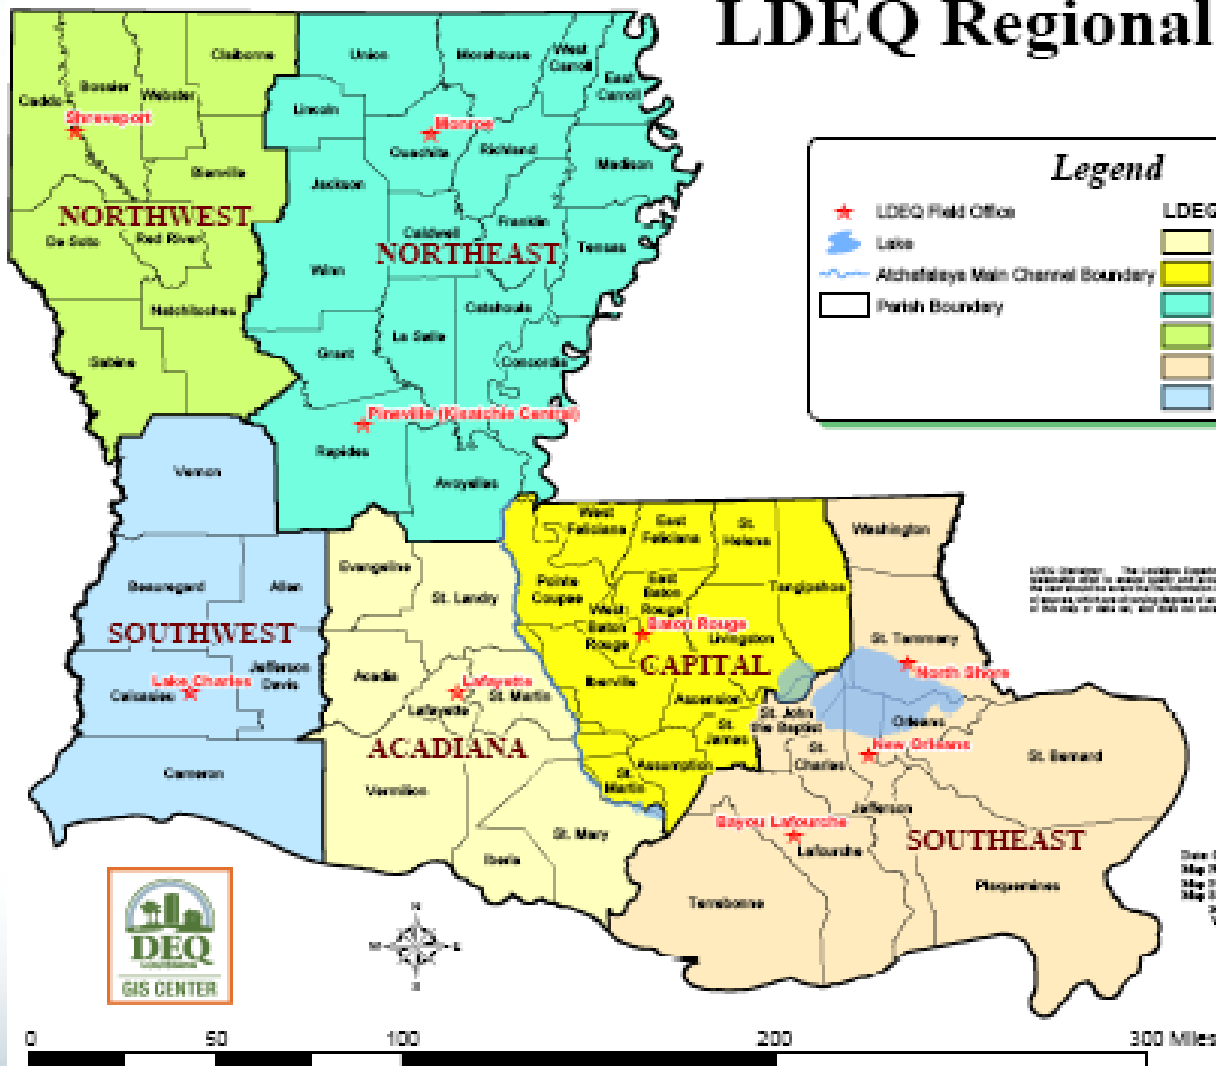 LDEQ Regional
Legend
LDEQ Field Office
Lake
Atchafalaya Main Channel Boundary
Parish Boundary
LDEQ
Claiborne
Union
Morehouse
West
Carroll
East
Carroll
Caddo
Bossier
Webster
Lincoln
Shreveport
Monroe
Ouachita
Richland
Madison
Bienville
Jackson
NORTHWEST
De Soto
Red River
Caldwell
Franklin
NORTHEAST
Tensas
Winn
Natchitoches
Catahoula
La Salle
Sabine
Grant
Concordia
Pineville (Kisatchie Central)
Rapides
Vernon
Avoyelles
West
Feliciana
East
Feliciana
St.
Helena
Washington
Beauregard
Allen
Evangeline
St. Landry
Pointe
Coupee
East
Baton
Rouge
Tangipahoa
West
Baton
Rouge
Baton Rouge
Livingston
St. Tammany
SOUTHWEST
CAPITAL
North Shore
Jefferson
Davis
Lake Charles
Calcasieu
Acadia
Lafayette
St. Martin
Lafayette
Iberville
Ascension
St. John
the Baptist
Orleans
St.
James
New Orleans
ACADIANA
St.
Charles
St. Bernard
Cameron
Vermilion
Assumption
St.
Martin
Jefferson
Bayou Lafourche
St. Mary
SOUTHEAST
Iberia
Lafourche
Plaquemines
Terrebonne
DEQ
LOUISIANA
GIS CENTER
N
W
E
S
0
50
100
200
300 Miles